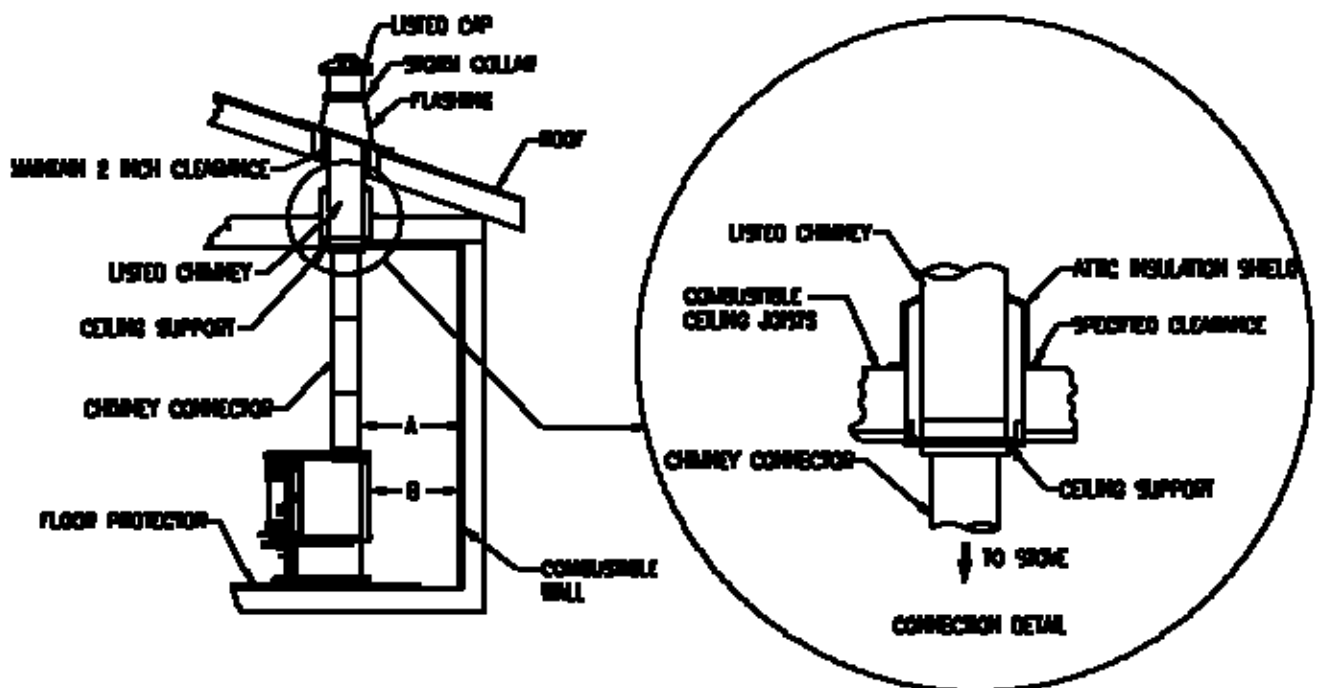 LISTED CAP
STORM COLLAR
FLASHING
ROOF
MAINTAIN 2 INCH CLEARANCE
LISTED CHIMNEY
CEILING SUPPORT
CHIMNEY CONNECTOR
A
B
FLOOR PROTECTOR
COMBUSTIBLE
WALL
LISTED CHIMNEY
ATTIC INSULATION SHIELD
COMBUSTIBLE
CEILING JOISTS
SPECIFIED CLEARANCE
CHIMNEY CONNECTOR
CEILING SUPPORT
TO STOVE
CONNECTION DETAIL